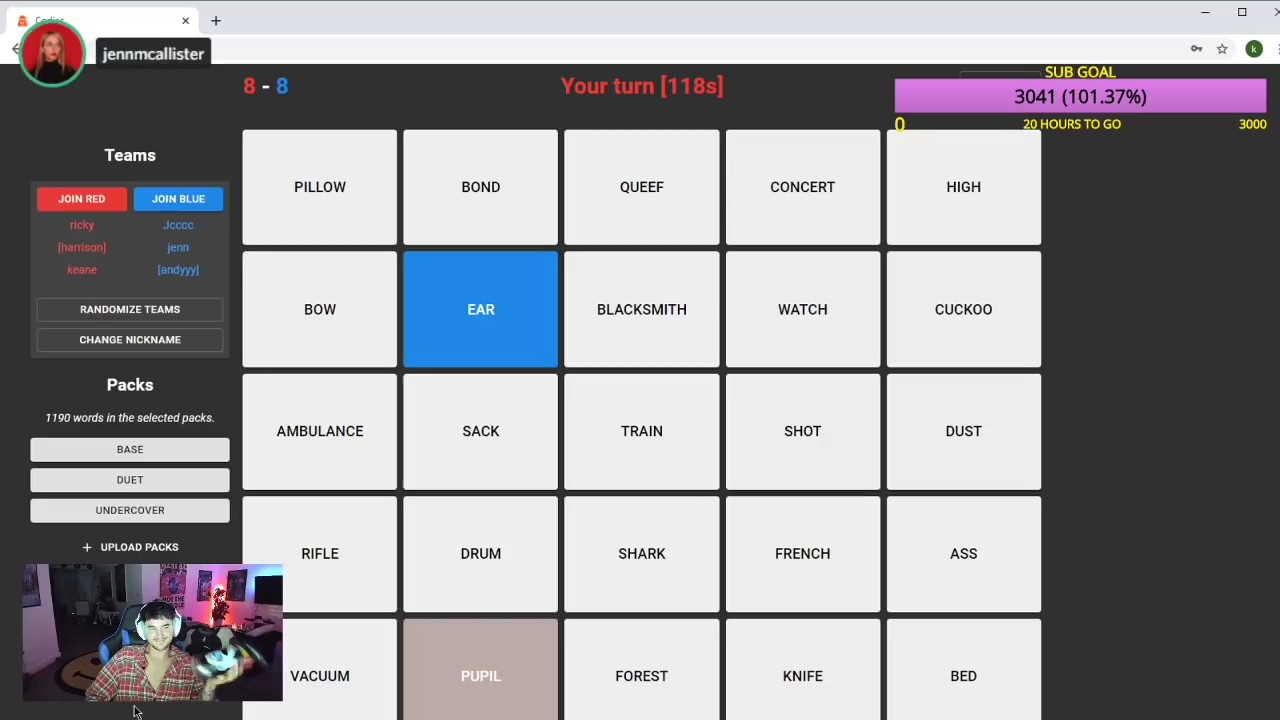 jennmcallister
8 - 8
Your turn [118s]
SUB GOAL
3041 (101.37%)
0
20 HOURS TO GO
3000
k
Teams
JOIN RED
JOIN BLUE
ricky
Jcccc
[harrison]
jenn
keane
[andyyy]
RANDOMIZE TEAMS
CHANGE NICKNAME
Packs
1190 words in the selected packs.
BASE
DUET
UNDERCOVER
+ UPLOAD PACKS
PILLOW
BOND
QUEEF
CONCERT
HIGH
BOW
EAR
BLACKSMITH
WATCH
CUCKOO
AMBULANCE
SACK
TRAIN
SHOT
DUST
RIFLE
DRUM
SHARK
FRENCH
ASS
VACUUM
PUPIL
FOREST
KNIFE
BED